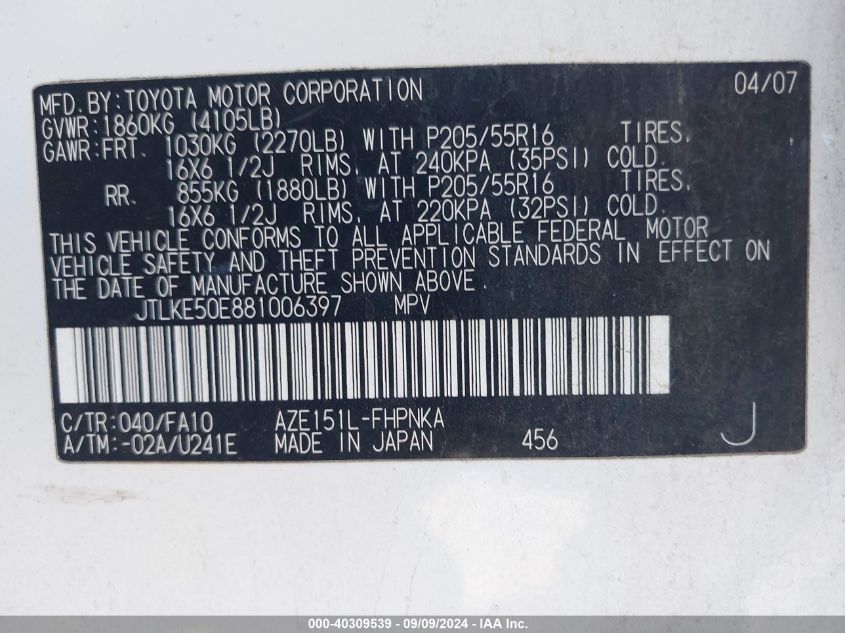 MFD. BY: TOYOTA MOTOR CORPORATION 04/07
GVWR: 1860KG (4105LB)
GAWR: FRT. 1030KG (2270LB) WITH P205/55R16 TIRES,
16X6 1/2J RIMS, AT 240KPA (35PSI) COLD.
RR. 855KG (1880LB) WITH P205/55R16 TIRES,
16X6 1/2J RIMS, AT 220KPA (32PSI) COLD.
THIS VEHICLE CONFORMS TO ALL APPLICABLE FEDERAL MOTOR
VEHICLE SAFETY AND THEFT PREVENTION STANDARDS IN EFFECT ON
THE DATE OF MANUFACTURE SHOWN ABOVE.
JTLKE50E881006397 MPV
C/TR: 040/FA10 AZE151L-FHPNKA
A/TM: -02A/U241E MADE IN JAPAN 456 J
000-40309539 - 09/09/2024 - IAA Inc.